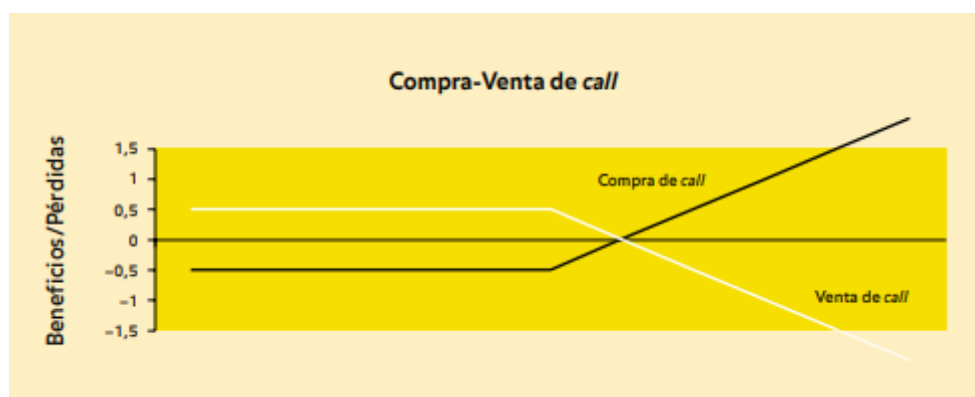 Compra-Venta de call
Beneficios/Pérdidas
1,5
1
0,5
0
−0,5
−1
−1,5
Compra de call
Venta de call